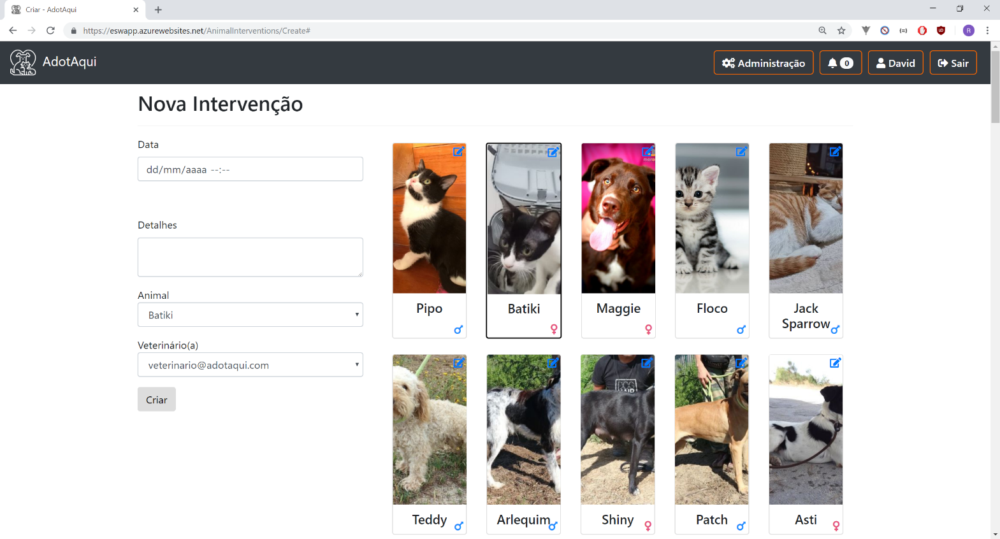 Criar - AdotAqui
https://eswapp.azurewebsites.net/AnimalInterventions/Create#
R
AdotAqui
Administração
0
David
Sair
Nova Intervenção
Data
dd/mm/aaaa --:--
Detalhes
Animal
Batiki
Veterinário(a)
veterinario@adotaqui.com
Criar
Pipo
Batiki
Maggie
Floco
Jack
Sparrow
DOG
Teddy
Arlequim
Shiny
Patch
Asti